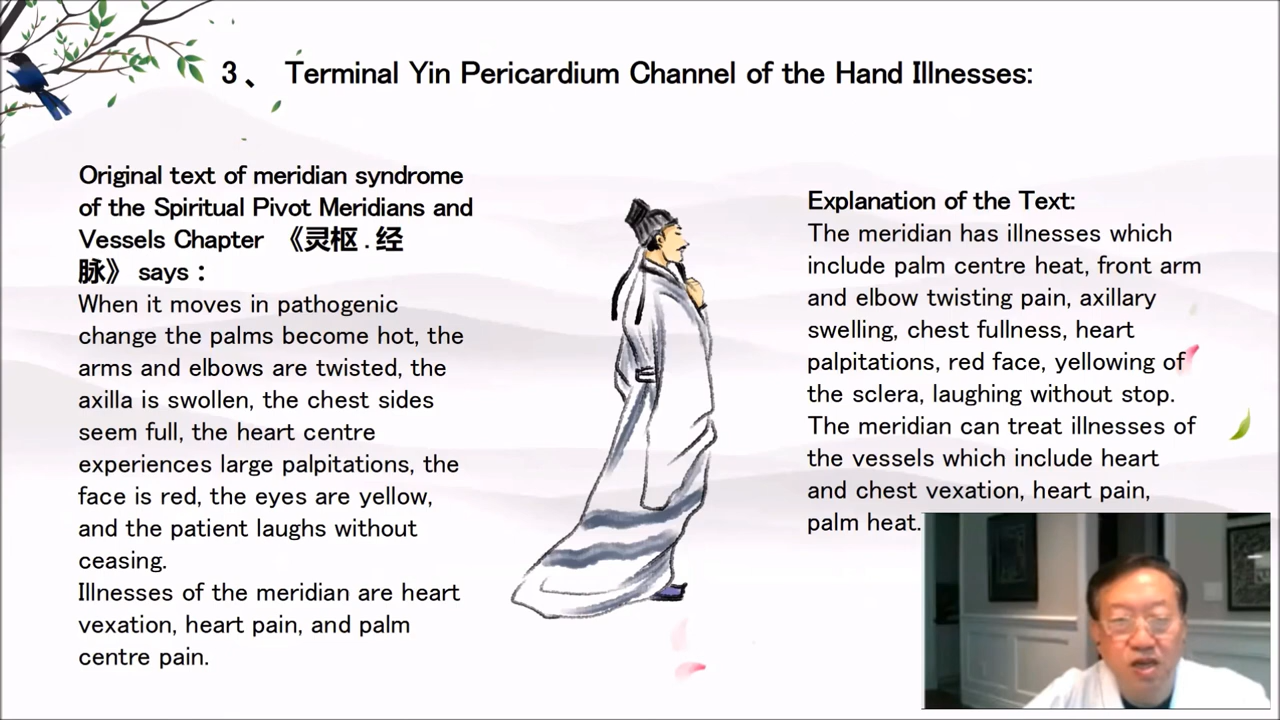 3、 Terminal Yin Pericardium Channel of the Hand Illnesses:
Original text of meridian syndrome
of the Spiritual Pivot Meridians and
Vessels Chapter 《灵枢.经
脉》 says：
When it moves in pathogenic
change the palms become hot, the
arms and elbows are twisted, the
axilla is swollen, the chest sides
seem full, the heart centre
experiences large palpitations, the
face is red, the eyes are yellow,
and the patient laughs without
ceasing.
Illnesses of the meridian are heart
vexation, heart pain, and palm
centre pain.
Explanation of the Text:
The meridian has illnesses which
include palm centre heat, front arm
and elbow twisting pain, axillary
swelling, chest fullness, heart
palpitations, red face, yellowing of
the sclera, laughing without stop.
The meridian can treat illnesses of
the vessels which include heart
and chest vexation, heart pain,
palm heat.